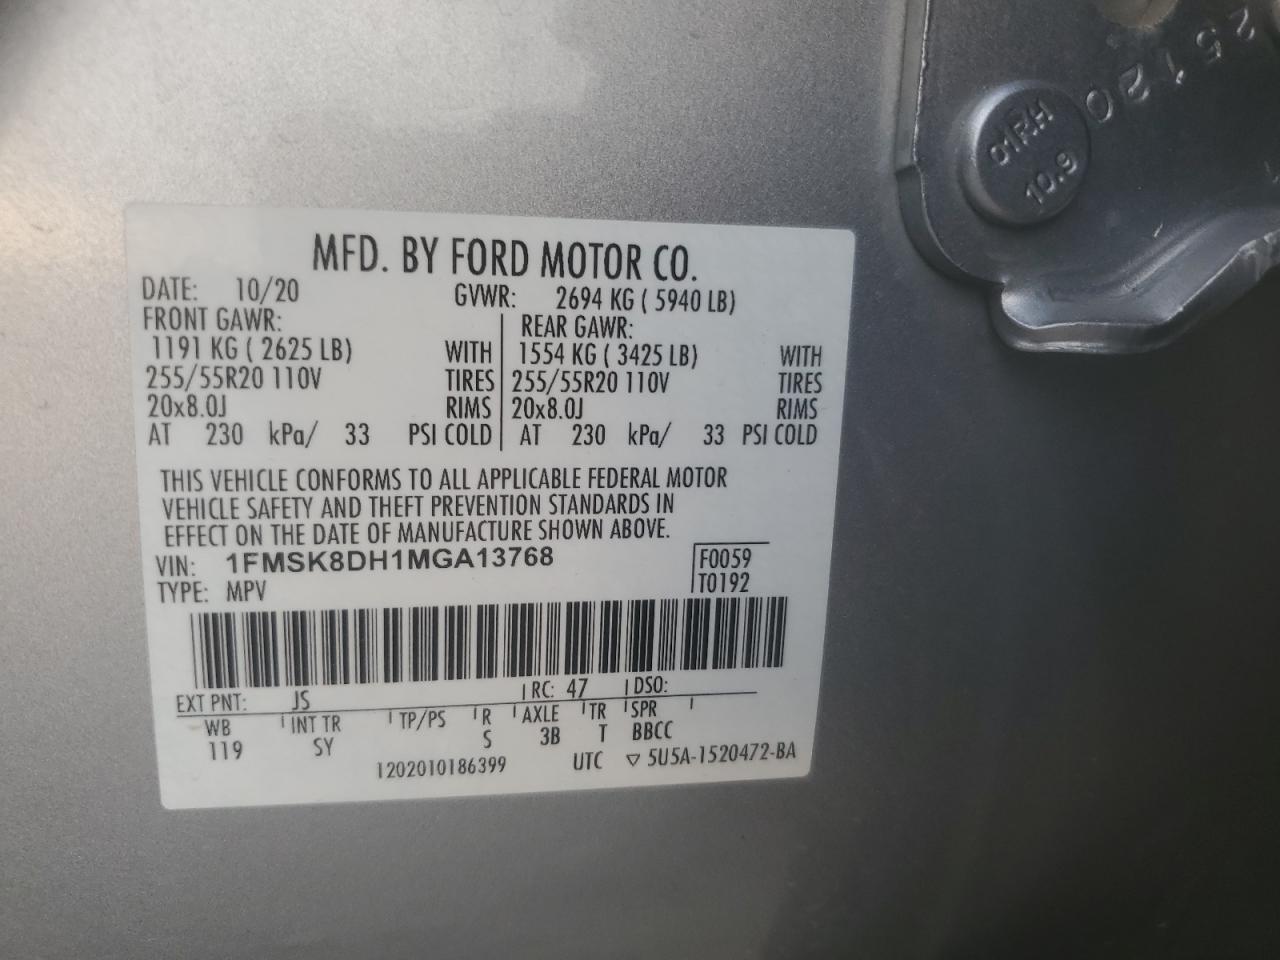 25120
01RH
10.9
MFD. BY FORD MOTOR CO.
DATE: 10/20 GVWR: 2694 KG ( 5940 LB)
FRONT GAWR: REAR GAWR:
1191 KG ( 2625 LB) WITH 1554 KG ( 3425 LB) WITH
255/55R20 110V TIRES 255/55R20 110V TIRES
20x8.0J RIMS 20x8.0J RIMS
AT 230 kPa/ 33 PSI COLD AT 230 kPa/ 33 PSI COLD
THIS VEHICLE CONFORMS TO ALL APPLICABLE FEDERAL MOTOR
VEHICLE SAFETY AND THEFT PREVENTION STANDARDS IN
EFFECT ON THE DATE OF MANUFACTURE SHOWN ABOVE.
VIN: 1FMSK8DH1MGA13768 F0059
TYPE: MPV T0192
EXT PNT: JS RC: 47 DSO:
WB INT TR TP/PS R AXLE TR SPR
119 SY S 3B T BBCC
1202010186399 UTC ▽ 5U5A-1520472-BA